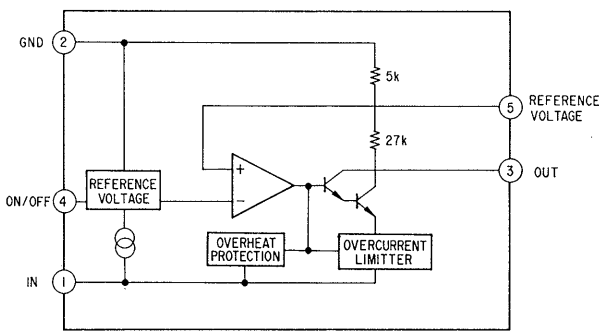 GND 2
5k
5 REFERENCE
VOLTAGE
27k
3 OUT
+
REFERENCE
VOLTAGE
ON/OFF 4
-
OVERHEAT
PROTECTION
OVERCURRENT
LIMITTER
IN 1